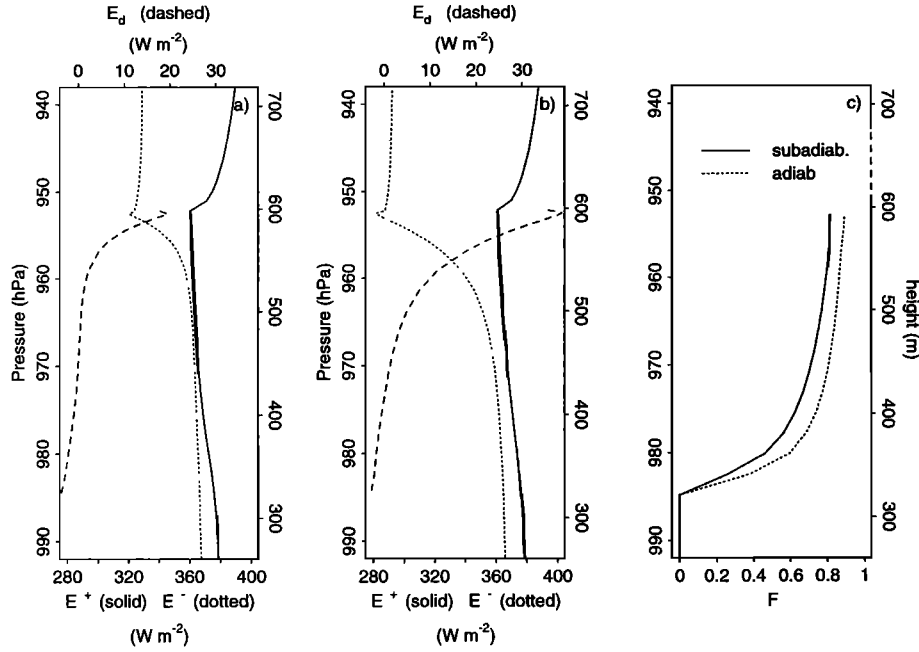 E d (dashed)
(W m-2)
0 10 20 30
E d (dashed)
(W m-2)
0 10 20 30
a)
b)
c)
940
950
960
970
980
990
Pressure (hPa)
700
600
500
400
300
940
950
960
970
980
990
Pressure (hPa)
700
600
500
400
300
940
950
960
970
980
990
700
600
500
400
300
height (m)
subadiab.
adiab
280 320 360 400
E + (solid) E - (dotted)
(W m-2)
280 320 360 400
E + (solid) E - (dotted)
(W m-2)
0 0.2 0.4 0.6 0.8 1
F